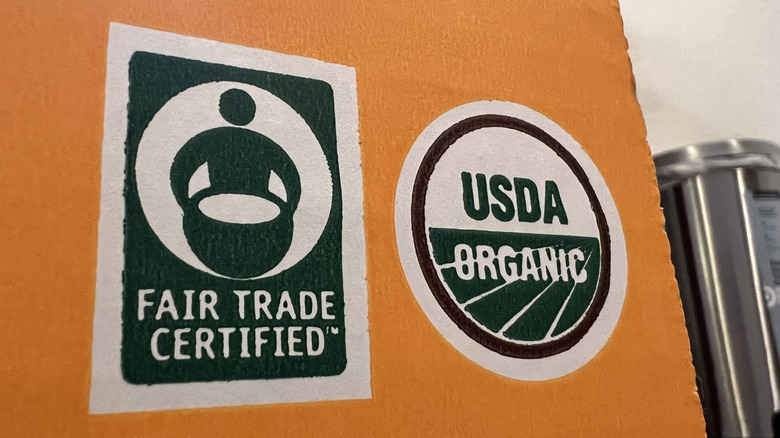 FAIR TRADE
CERTIFIED™
USDA
ORGANIC